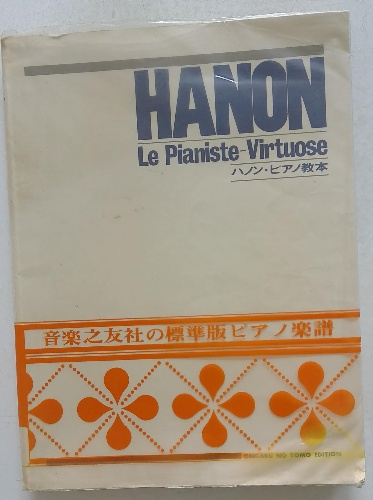 HANON
Le Pianiste-Virtuose
ハノン・ピアノ教本
音楽之友社の標準版ピアノ楽譜
ONGAKU NO TOMO EDITION